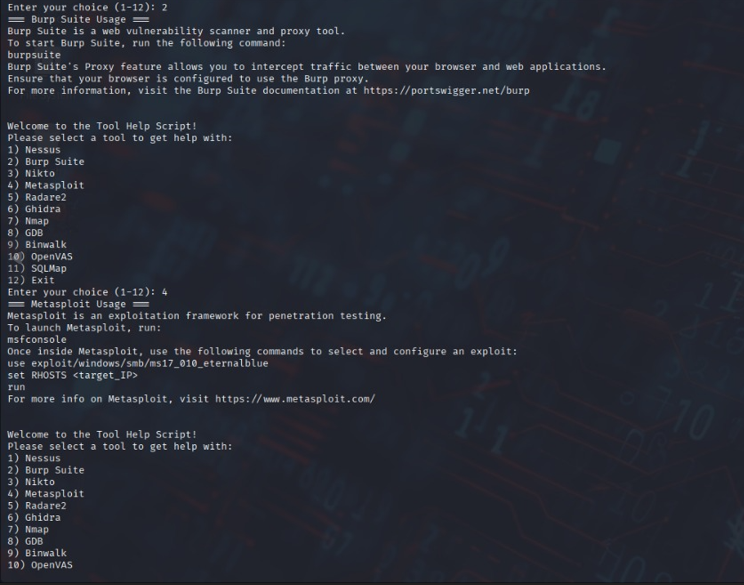 Enter your choice (1-12): 2
=== Burp Suite Usage ===
Burp Suite is a web vulnerability scanner and proxy tool.
To start Burp Suite, run the following command:
burpsuite
Burp Suite's Proxy feature allows you to intercept traffic between your browser and web applications.
Ensure that your browser is configured to use the Burp proxy.
For more information, visit the Burp Suite documentation at https://portswigger.net/burp
Welcome to the Tool Help Script!
Please select a tool to get help with:
1) Nessus
2) Burp Suite
3) Nikto
4) Metasploit
5) Radare2
6) Ghidra
7) Nmap
8) GDB
9) Binwalk
10) OpenVAS
11) SQLMap
12) Exit
Enter your choice (1-12): 4
=== Metasploit Usage ===
Metasploit is an exploitation framework for penetration testing.
To launch Metasploit, run:
msfconsole
Once inside Metasploit, use the following commands to select and configure an exploit:
use exploit/windows/smb/ms17_010_eternalblue
set RHOSTS <target_IP>
run
For more info on Metasploit, visit https://www.metasploit.com/
Welcome to the Tool Help Script!
Please select a tool to get help with:
1) Nessus
2) Burp Suite
3) Nikto
4) Metasploit
5) Radare2
6) Ghidra
7) Nmap
8) GDB
9) Binwalk
10) OpenVAS